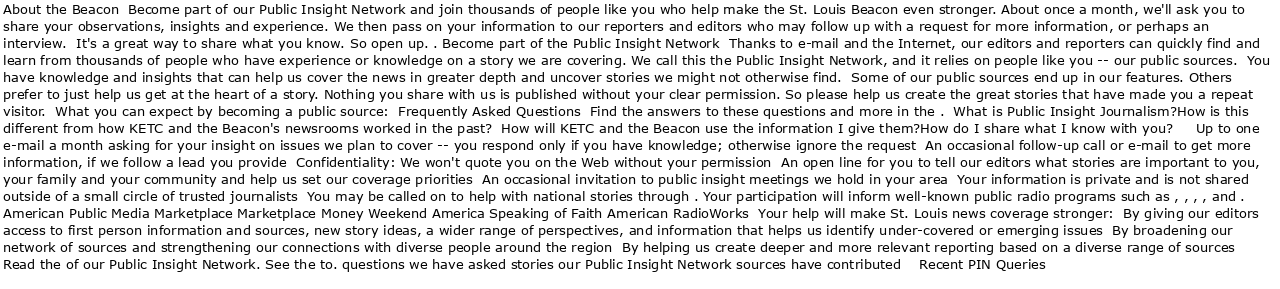 About the Beacon  Become part of our Public Insight Network and join thousands of people like you who help make the St. Louis Beacon even stronger. About once a month, we'll ask you to
share your observations, insights and experience. We then pass on your information to our reporters and editors who may follow up with a request for more information, or perhaps an
interview.  It's a great way to share what you know. So open up. . Become part of the Public Insight Network  Thanks to e-mail and the Internet, our editors and reporters can quickly find and
learn from thousands of people who have experience or knowledge on a story we are covering. We call this the Public Insight Network, and it relies on people like you -- our public sources.  You
have knowledge and insights that can help us cover the news in greater depth and uncover stories we might not otherwise find.  Some of our public sources end up in our features. Others
prefer to just help us get at the heart of a story. Nothing you share with us is published without your clear permission. So please help us create the great stories that have made you a repeat
visitor.  What you can expect by becoming a public source:  Frequently Asked Questions  Find the answers to these questions and more in the .  What is Public Insight Journalism?How is this
different from how KETC and the Beacon's newsrooms worked in the past?  How will KETC and the Beacon use the information I give them?How do I share what I know with you?     Up to one
e-mail a month asking for your insight on issues we plan to cover -- you respond only if you have knowledge; otherwise ignore the request  An occasional follow-up call or e-mail to get more
information, if we follow a lead you provide  Confidentiality: We won't quote you on the Web without your permission  An open line for you to tell our editors what stories are important to you,
your family and your community and help us set our coverage priorities  An occasional invitation to public insight meetings we hold in your area  Your information is private and is not shared
outside of a small circle of trusted journalists  You may be called on to help with national stories through . Your participation will inform well-known public radio programs such as , , , , and .
American Public Media Marketplace Marketplace Money Weekend America Speaking of Faith American RadioWorks  Your help will make St. Louis news coverage stronger:  By giving our editors
access to first person information and sources, new story ideas, a wider range of perspectives, and information that helps us identify under-covered or emerging issues  By broadening our
network of sources and strengthening our connections with diverse people around the region  By helping us create deeper and more relevant reporting based on a diverse range of sources
Read the of our Public Insight Network. See the to. questions we have asked stories our Public Insight Network sources have contributed    Recent PIN Queries